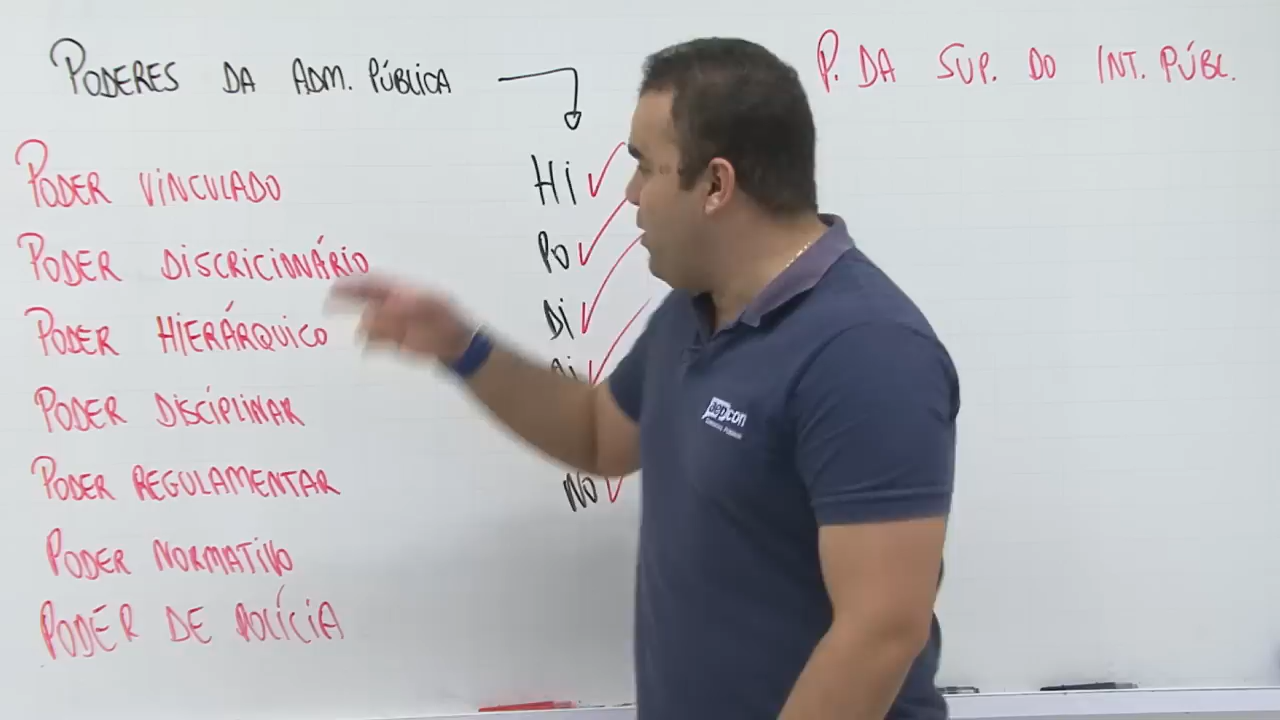 PODERES DA ADM. PÚBLICA
PODER VINCULADO
PODER DISCRICIONÁRIO
PODER HIERÁRQUICO
PODER DISCIPLINAR
PODER REGULAMENTAR
PODER NORMATIVO
PODER DE POLÍCIA
Hi
PO
Di
NO
P. DA SUP. DO INT. PÚBL.